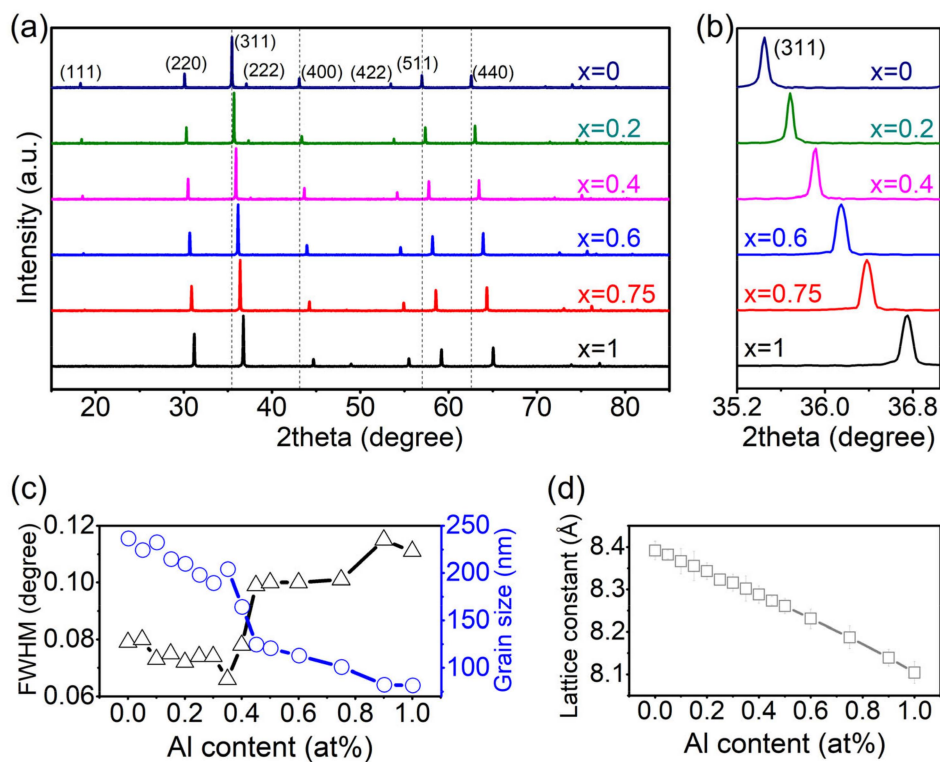 (a)
(111)
(220)
(311)
(222)
(400)
(422)
(511)
(440)
x=0
x=0.2
x=0.4
x=0.6
x=0.75
x=1
Intensity (a.u.)
15 30 45 60 75
2theta (degree)
(b)
(311)
x=0
x=0.2
x=0.4
x=0.6
x=0.75
x=1
35.2 36.0 36.8
2theta (degree)
(c)
FWHM (degree)
0.12
0.10
0.08
0.06
250
200
150
100
Grain size (nm)
0.0 0.2 0.4 0.6 0.8 1.0
Al content (at%)
(d)
Lattice constant (Å)
8.4
8.3
8.2
8.1
0.0 0.2 0.4 0.6 0.8 1.0
Al content (at%)